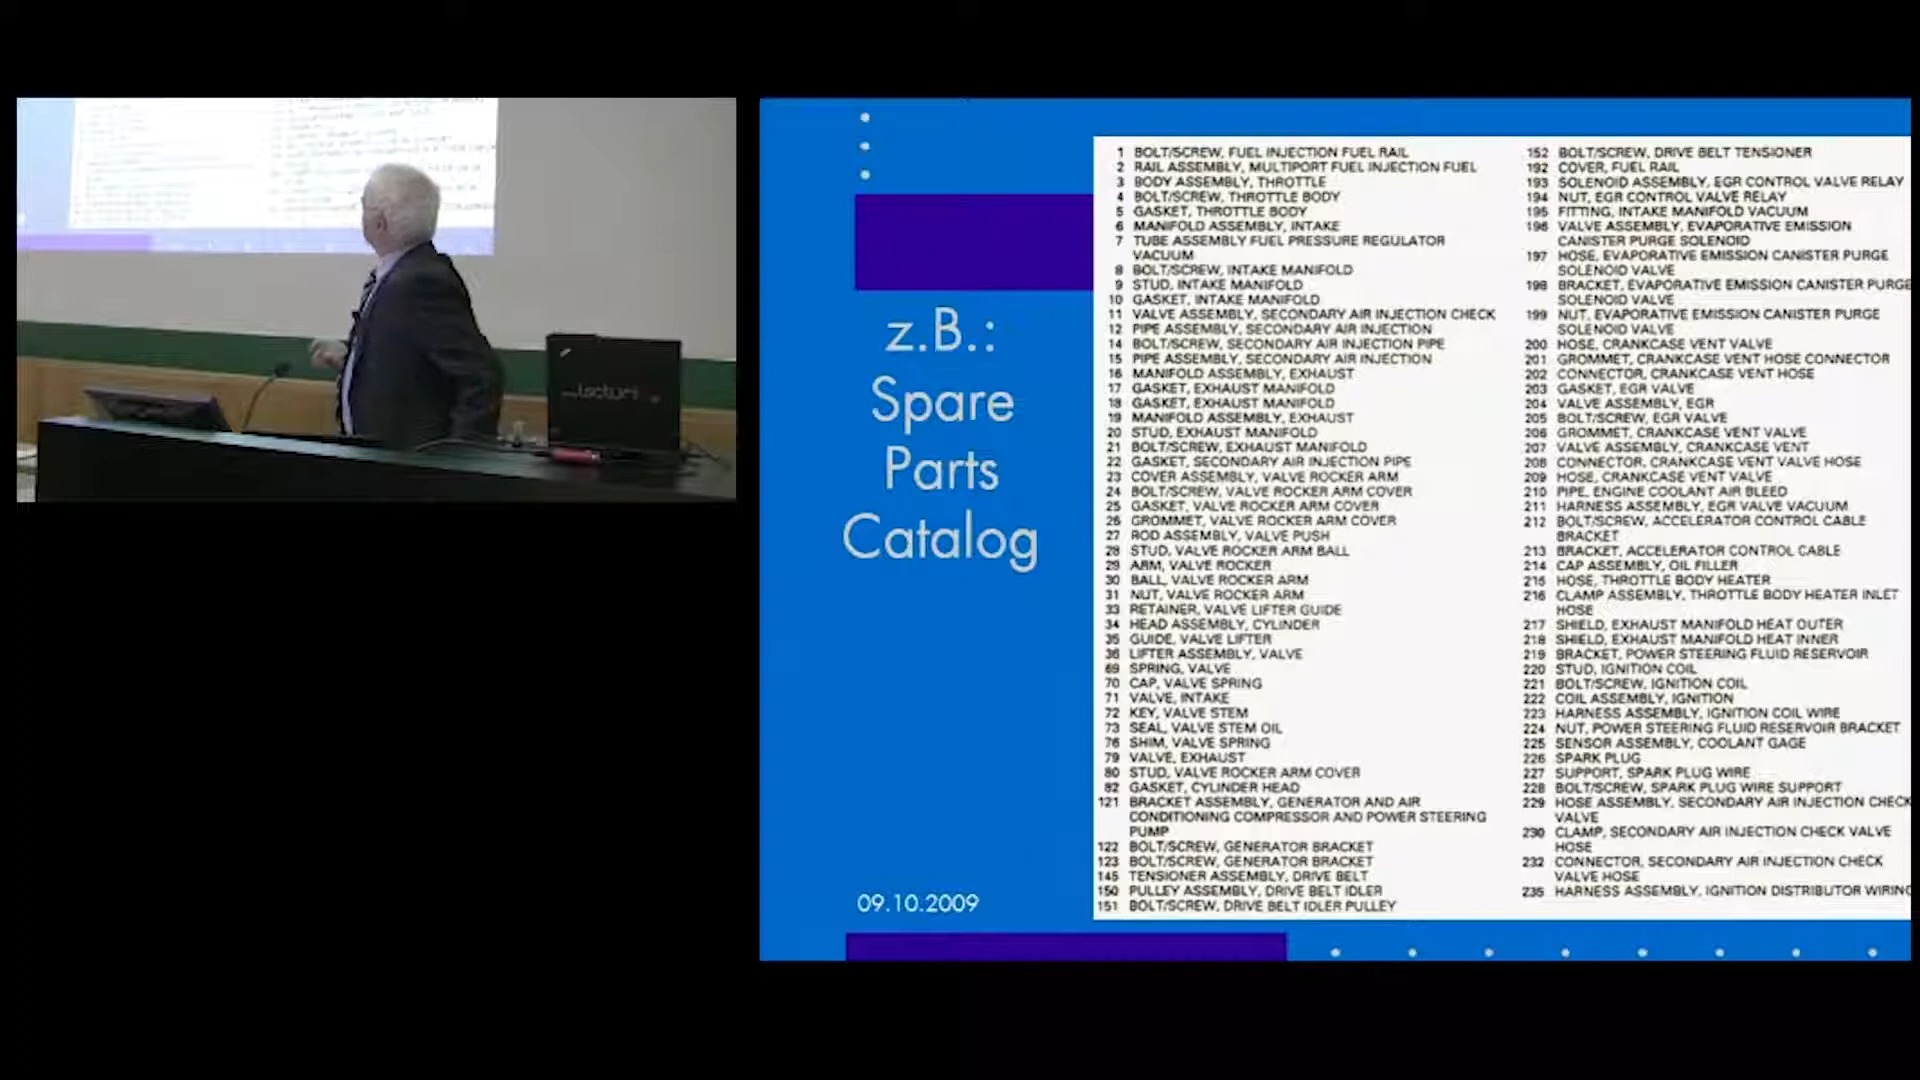 z.B.:
Spare
Parts
Catalog
09.10.2009
1 BOLT/SCREW, FUEL INJECTION FUEL RAIL
2 RAIL ASSEMBLY, MULTIPORT FUEL INJECTION FUEL
3 BODY ASSEMBLY, THROTTLE
4 BOLT/SCREW, THROTTLE BODY
5 GASKET, THROTTLE BODY
6 MANIFOLD ASSEMBLY, INTAKE
7 TUBE ASSEMBLY FUEL PRESSURE REGULATOR
VACUUM
8 BOLT/SCREW, INTAKE MANIFOLD
9 STUD, INTAKE MANIFOLD
10 GASKET, INTAKE MANIFOLD
11 VALVE ASSEMBLY, SECONDARY AIR INJECTION CHECK
12 PIPE ASSEMBLY, SECONDARY AIR INJECTION
14 BOLT/SCREW, SECONDARY AIR INJECTION PIPE
15 PIPE ASSEMBLY, SECONDARY AIR INJECTION
16 MANIFOLD ASSEMBLY, EXHAUST
17 GASKET, EXHAUST MANIFOLD
18 GASKET, EXHAUST MANIFOLD
19 MANIFOLD ASSEMBLY, EXHAUST
20 STUD, EXHAUST MANIFOLD
21 BOLT/SCREW, EXHAUST MANIFOLD
22 GASKET, SECONDARY AIR INJECTION PIPE
23 COVER ASSEMBLY, VALVE ROCKER ARM
24 BOLT/SCREW, VALVE ROCKER ARM COVER
25 GASKET, VALVE ROCKER ARM COVER
26 GROMMET, VALVE ROCKER ARM COVER
27 ROD ASSEMBLY, VALVE PUSH
28 STUD, VALVE ROCKER ARM BALL
29 ARM, VALVE ROCKER
30 BALL, VALVE ROCKER ARM
31 NUT, VALVE ROCKER ARM
33 RETAINER, VALVE LIFTER GUIDE
34 HEAD ASSEMBLY, CYLINDER
35 GUIDE, VALVE LIFTER
36 LIFTER ASSEMBLY, VALVE
69 SPRING, VALVE
70 CAP, VALVE SPRING
71 VALVE, INTAKE
72 KEY, VALVE STEM
73 SEAL, VALVE STEM OIL
76 SHIM, VALVE SPRING
79 VALVE, EXHAUST
80 STUD, VALVE ROCKER ARM COVER
82 GASKET, CYLINDER HEAD
121 BRACKET ASSEMBLY, GENERATOR AND AIR
CONDITIONING COMPRESSOR AND POWER STEERING
PUMP
122 BOLT/SCREW, GENERATOR BRACKET
123 BOLT/SCREW, GENERATOR BRACKET
145 TENSIONER ASSEMBLY, DRIVE BELT
150 PULLEY ASSEMBLY, DRIVE BELT IDLER
151 BOLT/SCREW, DRIVE BELT IDLER PULLEY
152 BOLT/SCREW, DRIVE BELT TENSIONER
192 COVER, FUEL RAIL
193 SOLENOID ASSEMBLY, EGR CONTROL VALVE RELAY
194 NUT, EGR CONTROL VALVE RELAY
195 FITTING, INTAKE MANIFOLD VACUUM
196 VALVE ASSEMBLY, EVAPORATIVE EMISSION
CANISTER PURGE SOLENOID
197 HOSE, EVAPORATIVE EMISSION CANISTER PURGE
SOLENOID VALVE
198 BRACKET, EVAPORATIVE EMISSION CANISTER PURGE
SOLENOID VALVE
199 NUT, EVAPORATIVE EMISSION CANISTER PURGE
SOLENOID VALVE
200 HOSE, CRANKCASE VENT VALVE
201 GROMMET, CRANKCASE VENT HOSE CONNECTOR
202 CONNECTOR, CRANKCASE VENT HOSE
203 GASKET, EGR VALVE
204 VALVE ASSEMBLY, EGR
205 BOLT/SCREW, EGR VALVE
206 GROMMET, CRANKCASE VENT VALVE
207 VALVE ASSEMBLY, CRANKCASE VENT
208 CONNECTOR, CRANKCASE VENT VALVE HOSE
209 HOSE, CRANKCASE VENT VALVE
210 PIPE, ENGINE COOLANT AIR BLEED
211 HARNESS ASSEMBLY, EGR VALVE VACUUM
212 BOLT/SCREW, ACCELERATOR CONTROL CABLE
BRACKET
213 BRACKET, ACCELERATOR CONTROL CABLE
214 CAP ASSEMBLY, OIL FILLER
215 HOSE, THROTTLE BODY HEATER
216 CLAMP ASSEMBLY, THROTTLE BODY HEATER INLET
HOSE
217 SHIELD, EXHAUST MANIFOLD HEAT OUTER
218 SHIELD, EXHAUST MANIFOLD HEAT INNER
219 BRACKET, POWER STEERING FLUID RESERVOIR
220 STUD, IGNITION COIL
221 BOLT/SCREW, IGNITION COIL
222 COIL ASSEMBLY, IGNITION
223 HARNESS ASSEMBLY, IGNITION COIL WIRE
224 NUT, POWER STEERING FLUID RESERVOIR BRACKET
225 SENSOR ASSEMBLY, COOLANT GAGE
226 SPARK PLUG
227 SUPPORT, SPARK PLUG WIRE
228 BOLT/SCREW, SPARK PLUG WIRE SUPPORT
229 HOSE ASSEMBLY, SECONDARY AIR INJECTION CHECK
VALVE
230 CLAMP, SECONDARY AIR INJECTION CHECK VALVE
HOSE
232 CONNECTOR, SECONDARY AIR INJECTION CHECK
VALVE HOSE
235 HARNESS ASSEMBLY, IGNITION DISTRIBUTOR WIRING